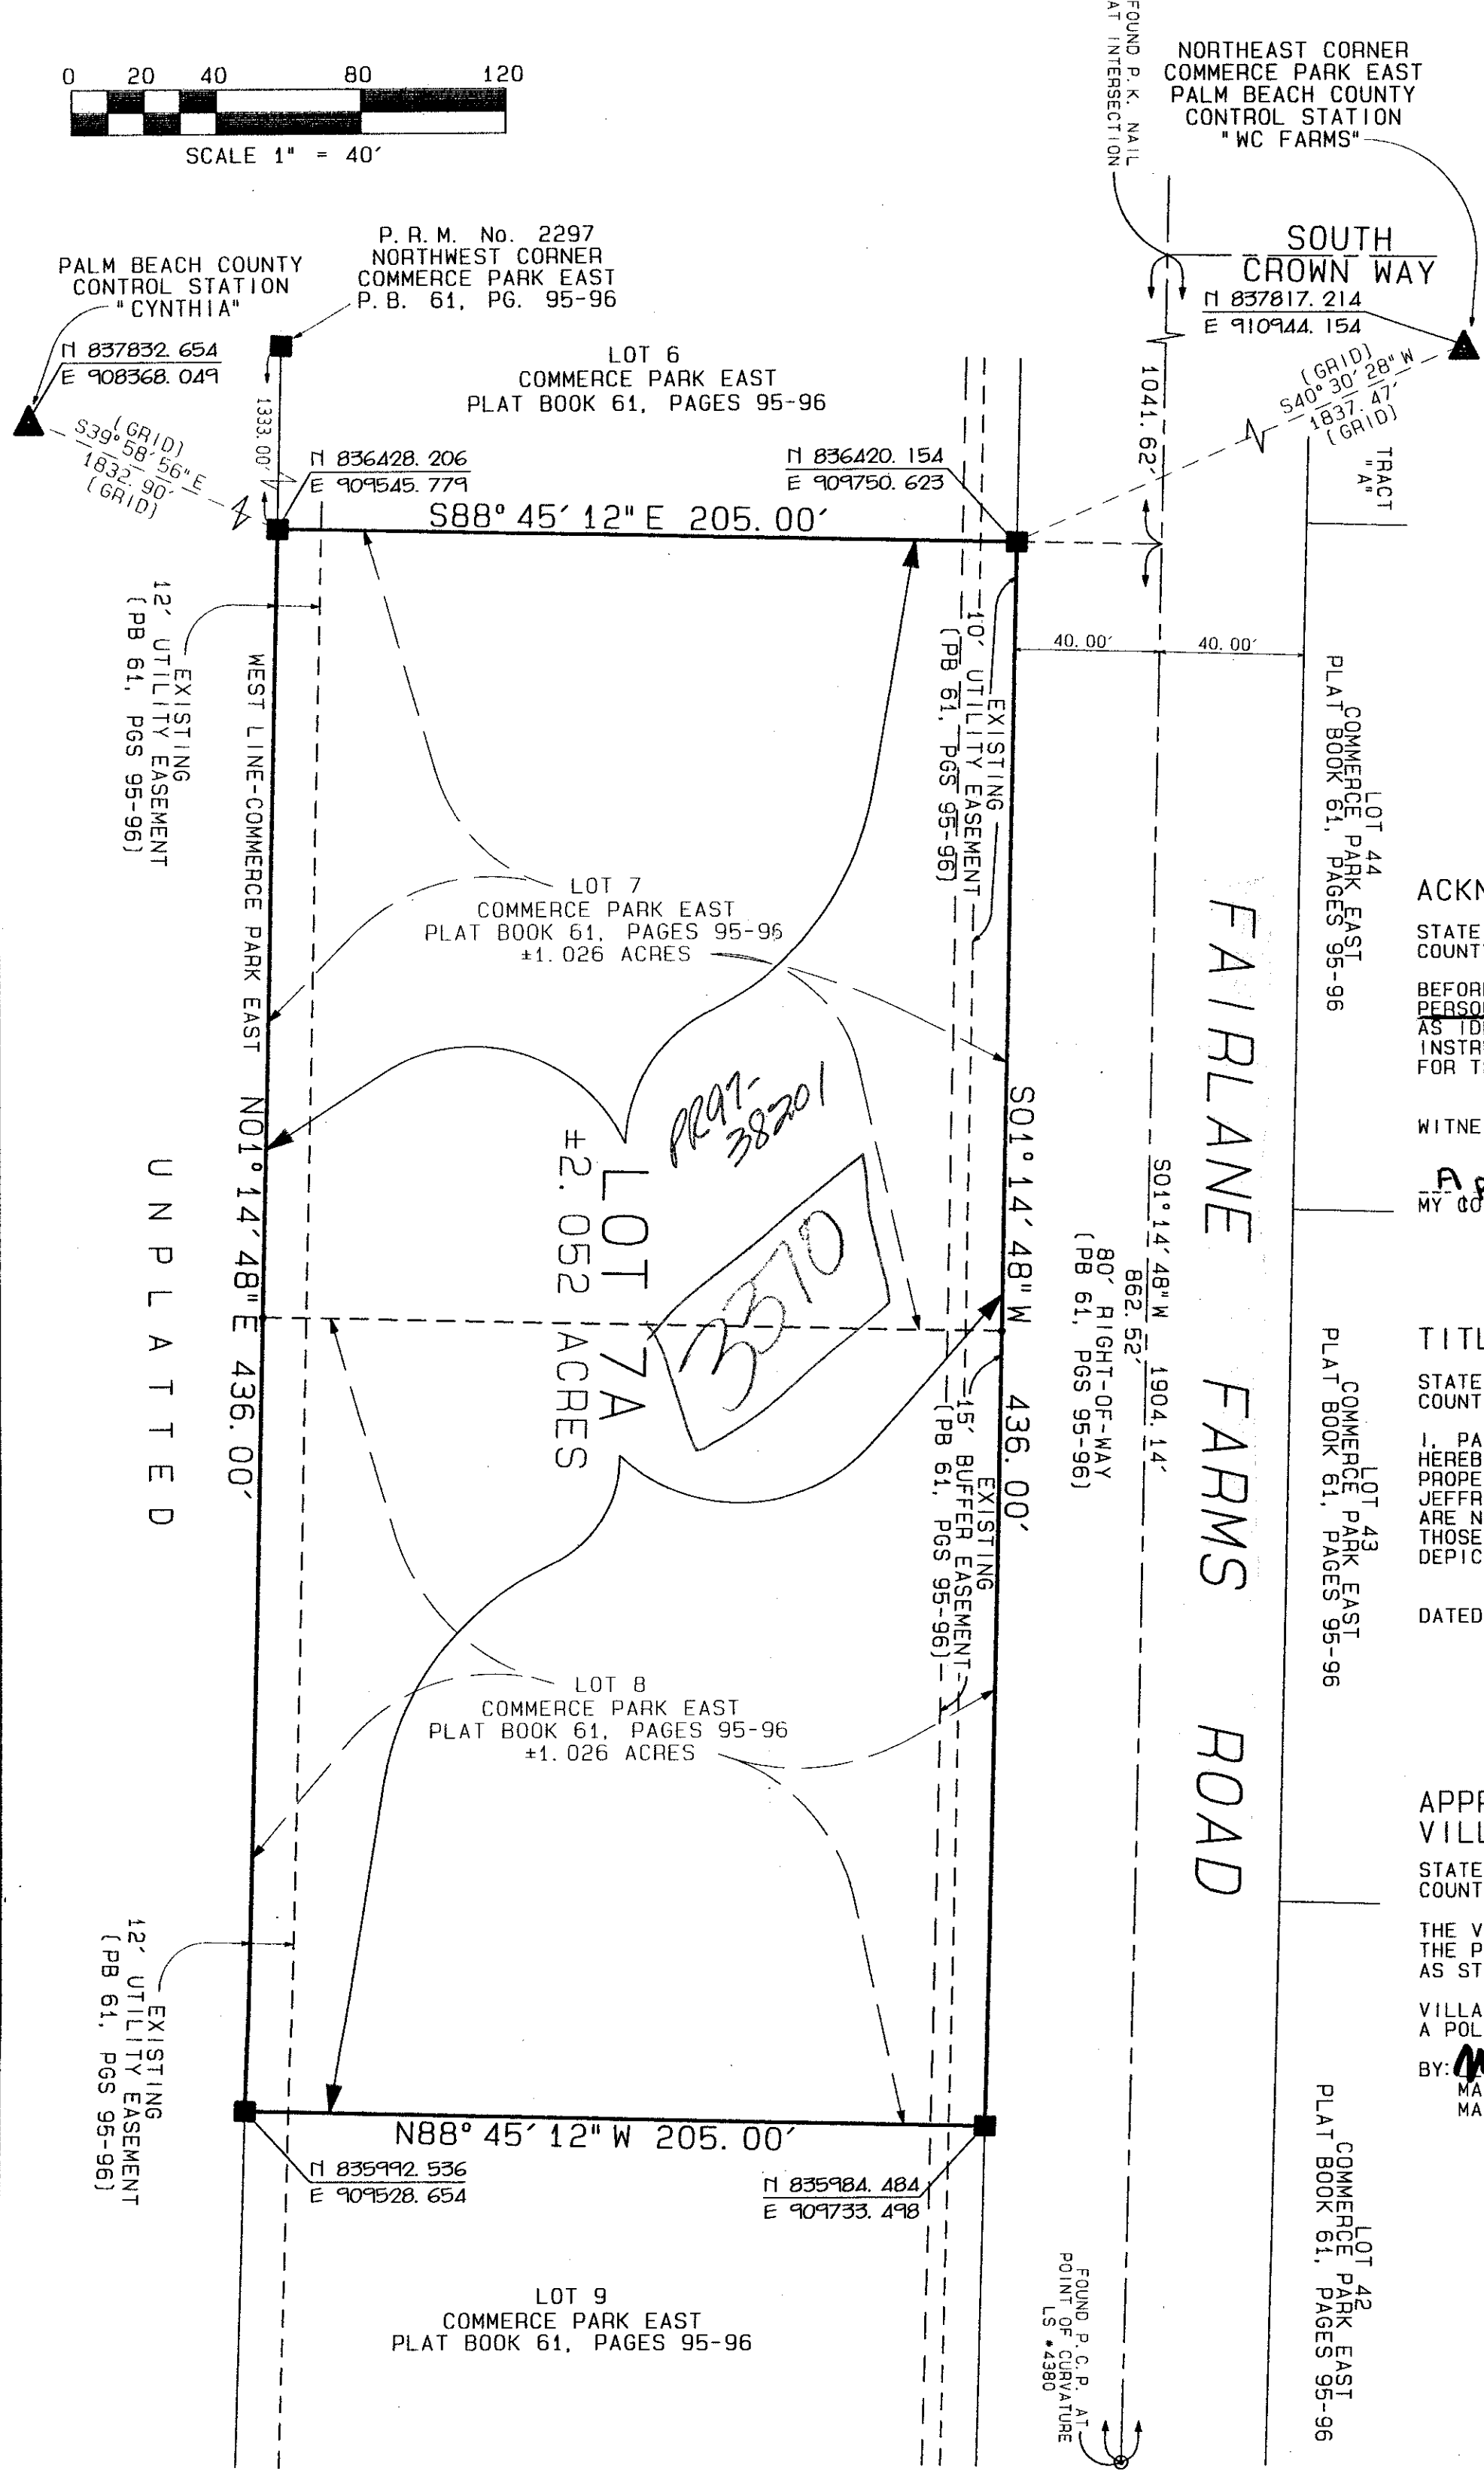 0 20 40 80 120
SCALE 1" = 40'
FOUND P. K. NAIL
AT INTERSECTION
NORTHEAST CORNER
COMMERCE PARK EAST
PALM BEACH COUNTY
CONTROL STATION
"WC FARMS"
SOUTH
CROWN WAY
N 837817. 214
E 910944. 154
P. R. M. No. 2297
NORTHWEST CORNER
COMMERCE PARK EAST
P. B. 61, PG. 95-96
PALM BEACH COUNTY
CONTROL STATION
"CYNTHIA"
N 837832. 654
E 908368. 049
(GRID)
S39° 58' 56" E
1832. 90'
(GRID)
1333. 00'
LOT 6
COMMERCE PARK EAST
PLAT BOOK 61, PAGES 95-96
1041. 62'
(GRID)
S40° 30' 28" W
1837. 47'
(GRID)
TRACT
"A"
N 836428. 206
E 909545. 779
N 836420. 154
E 909750. 623
S88° 45' 12" E 205. 00'
EXISTING
12' UTILITY EASEMENT
(PB 61, PGS 95-96)
WEST LINE-COMMERCE PARK EAST N01° 14' 48" E 436. 00'
EXISTING
10' UTILITY EASEMENT
(PB 61, PGS 95-96)
40. 00' 40. 00'
LOT 44
COMMERCE PARK EAST
PLAT BOOK 61, PAGES 95-96
LOT 7
COMMERCE PARK EAST
PLAT BOOK 61, PAGES 95-96
±1. 026 ACRES
PR97-
38201
3370
LOT 7A
±2. 052 ACRES
S01° 14' 48" W 436. 00'
UNPLATTED
S01° 14' 48" W 1904. 14'
862. 52'
80' RIGHT-OF-WAY
(PB 61, PGS 95-96)
FAIRLANE FARMS ROAD
LOT 43
COMMERCE PARK EAST
PLAT BOOK 61, PAGES 95-96
EXISTING
15' BUFFER EASEMENT
(PB 61, PGS 95-96)
LOT 8
COMMERCE PARK EAST
PLAT BOOK 61, PAGES 95-96
±1. 026 ACRES
EXISTING
12' UTILITY EASEMENT
(PB 61, PGS 95-96)
N88° 45' 12" W 205. 00'
N 835992. 536
E 909528. 654
N 835984. 484
E 909733. 498
LOT 9
COMMERCE PARK EAST
PLAT BOOK 61, PAGES 95-96
FOUND P. C. P. AT
POINT OF CURVATURE
LS *4380
LOT 42
COMMERCE PARK EAST
PLAT BOOK 61, PAGES 95-96
ACKN
STATE
COUNT
BEFOR
PERSO
AS ID
INSTR
FOR T
WITNE
MY CO
TITL
STATE
COUNT
I, PA
HEREB
PROPE
JEFFR
ARE N
THOSE
DEPIC
DATED
APPR
VILL
STATE
COUNT
THE V
THE P
AS ST
VILLA
A POL
BY:
MA
MA